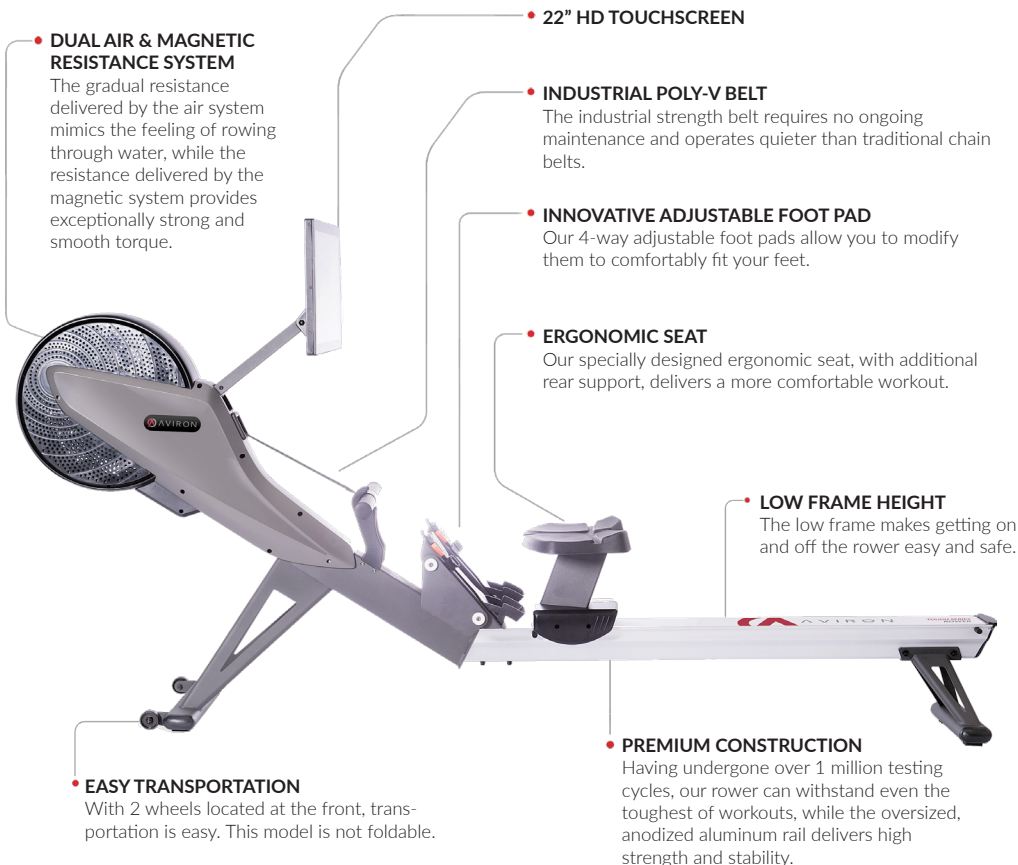 22” HD TOUCHSCREEN
DUAL AIR & MAGNETIC
RESISTANCE SYSTEM
The gradual resistance
delivered by the air system
mimics the feeling of rowing
through water, while the
resistance delivered by the
magnetic system provides
exceptionally strong and
smooth torque.
INDUSTRIAL POLY-V BELT
The industrial strength belt requires no ongoing
maintenance and operates quieter than traditional chain
belts.
INNOVATIVE ADJUSTABLE FOOT PAD
Our 4-way adjustable foot pads allow you to modify
them to comfortably fit your feet.
ERGONOMIC SEAT
Our specially designed ergonomic seat, with additional
rear support, delivers a more comfortable workout.
AVIRON
LOW FRAME HEIGHT
The low frame makes getting on
and off the rower easy and safe.
AVIRON
PREMIUM CONSTRUCTION
Having undergone over 1 million testing
cycles, our rower can withstand even the
toughest of workouts, while the oversized,
anodized aluminum rail delivers high
strength and stability.
EASY TRANSPORTATION
With 2 wheels located at the front, trans-
portation is easy. This model is not foldable.